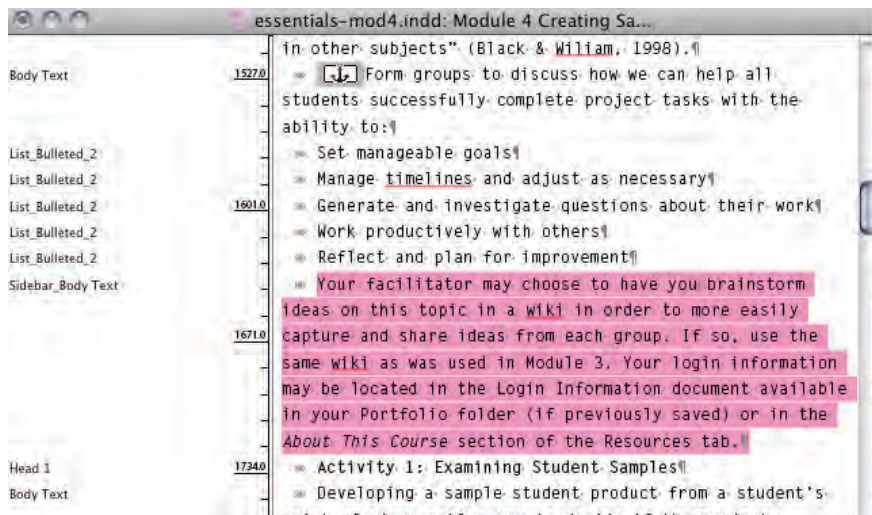 essentials-mod4.indd: Module 4 Creating Sa...
in other subjects” (Black & Wiliam, 1998).¶
Body Text 1527.0 Form groups to discuss how we can help all
students successfully complete project tasks with the
ability to:¶
List_Bulleted_2 Set manageable goals¶
List_Bulleted_2 Manage timelines and adjust as necessary¶
List_Bulleted_2 1601.0 Generate and investigate questions about their work¶
List_Bulleted_2 Work productively with others¶
List_Bulleted_2 Reflect and plan for improvement¶
Sidebar_Body Text Your facilitator may choose to have you brainstorm
ideas on this topic in a wiki in order to more easily
1671.0 capture and share ideas from each group. If so, use the
same wiki as was used in Module 3. Your login information
may be located in the Login Information document available
in your Portfolio folder (if previously saved) or in the
About This Course section of the Resources tab.¶
Head 1 1734.0 Activity 1: Examining Student Samples¶
Body Text Developing a sample student product from a student's